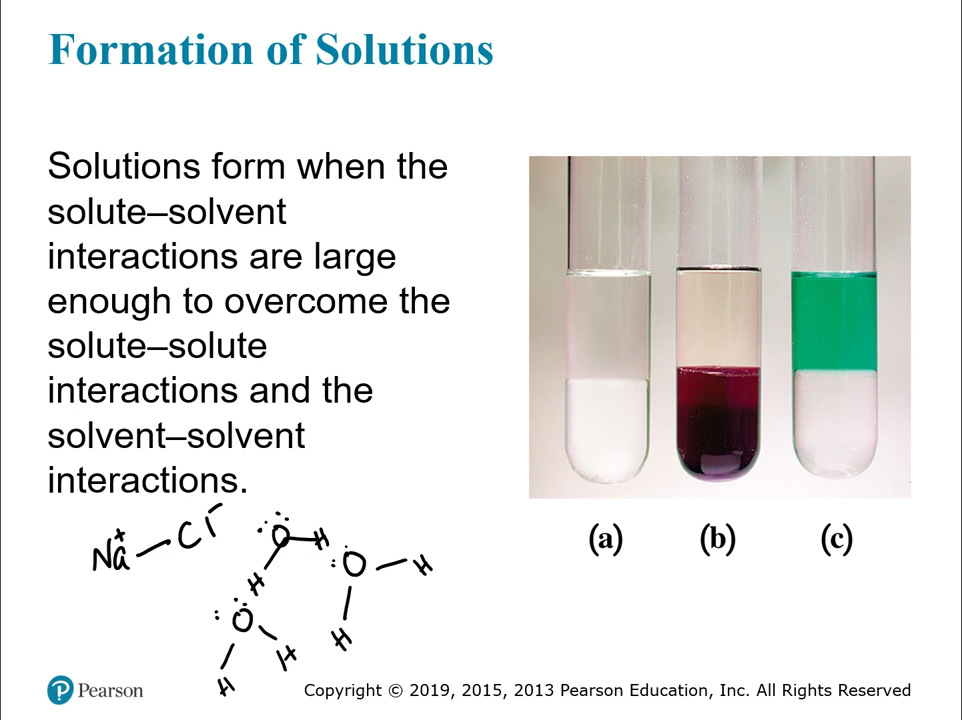 Formation of Solutions
Solutions form when the
solute–solvent
interactions are large
enough to overcome the
solute–solute
interactions and the
solvent–solvent
interactions.
(a) (b) (c)
Na+ Cl-
O H
O H
H
O
H
H
H
P Pearson
Copyright © 2019, 2015, 2013 Pearson Education, Inc. All Rights Reserved